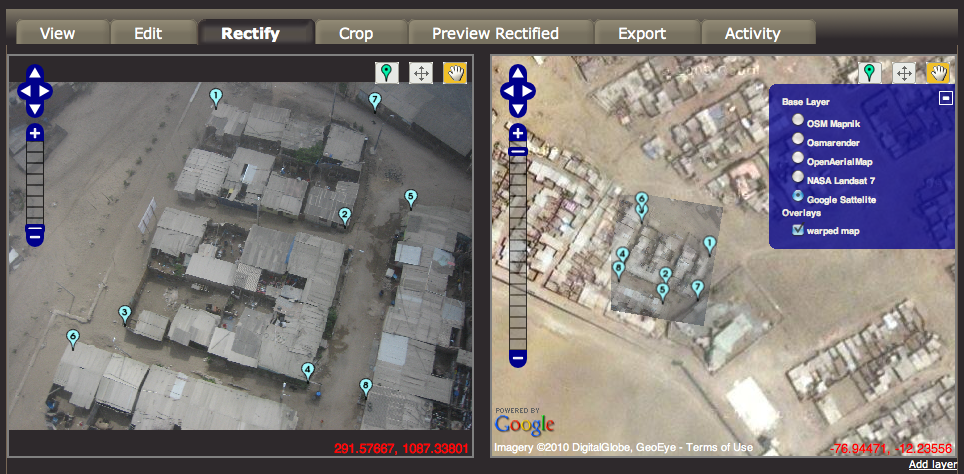 View Edit Rectify Crop Preview Rectified Export Activity
1
7
5
2
3
6
4
8
291.57687, 1087.33801
Base Layer
OSM Mapnik
Osmarender
OpenAerialMap
NASA Landsat 7
Google Sattelite
Overlays
warped map
6
1
4
8
2
5
7
POWERED BY
Google
Imagery ©2010 DigitalGlobe, GeoEye - Terms of Use
-76.94471, -12.23556
Add layer